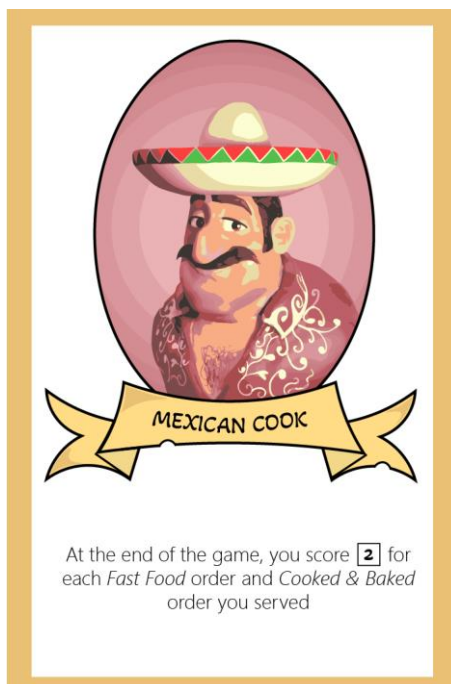 MEXICAN COOK
At the end of the game, you score 2 for
each Fast Food order and Cooked & Baked
order you served